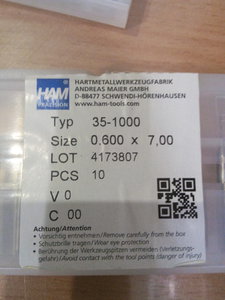 HAM
PRÄZISION
HARTMETALLWERKZEUGFABRIK
ANDREAS MAIER GMBH
D-88477 SCHWENDI-HÖRENHAUSEN
www.ham-tools.com
Typ 35-1000
Size 0.600 x 7,00
LOT 4173807
PCS 10
V 0
C 00
Achtung/Attention
• Vorsichtig entnehmen/Remove carefully from the box
• Schutzbrille tragen/Wear eye protection
• Berührung der Werkzeugspitzen vermeiden (Verletzungs-
gefahr)/Avoid contact with the tool points (danger of injury)